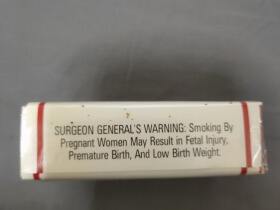 SURGEON GENERAL'S WARNING: Smoking By
Pregnant Women May Result in Fetal Injury,
Premature Birth, And Low Birth Weight.